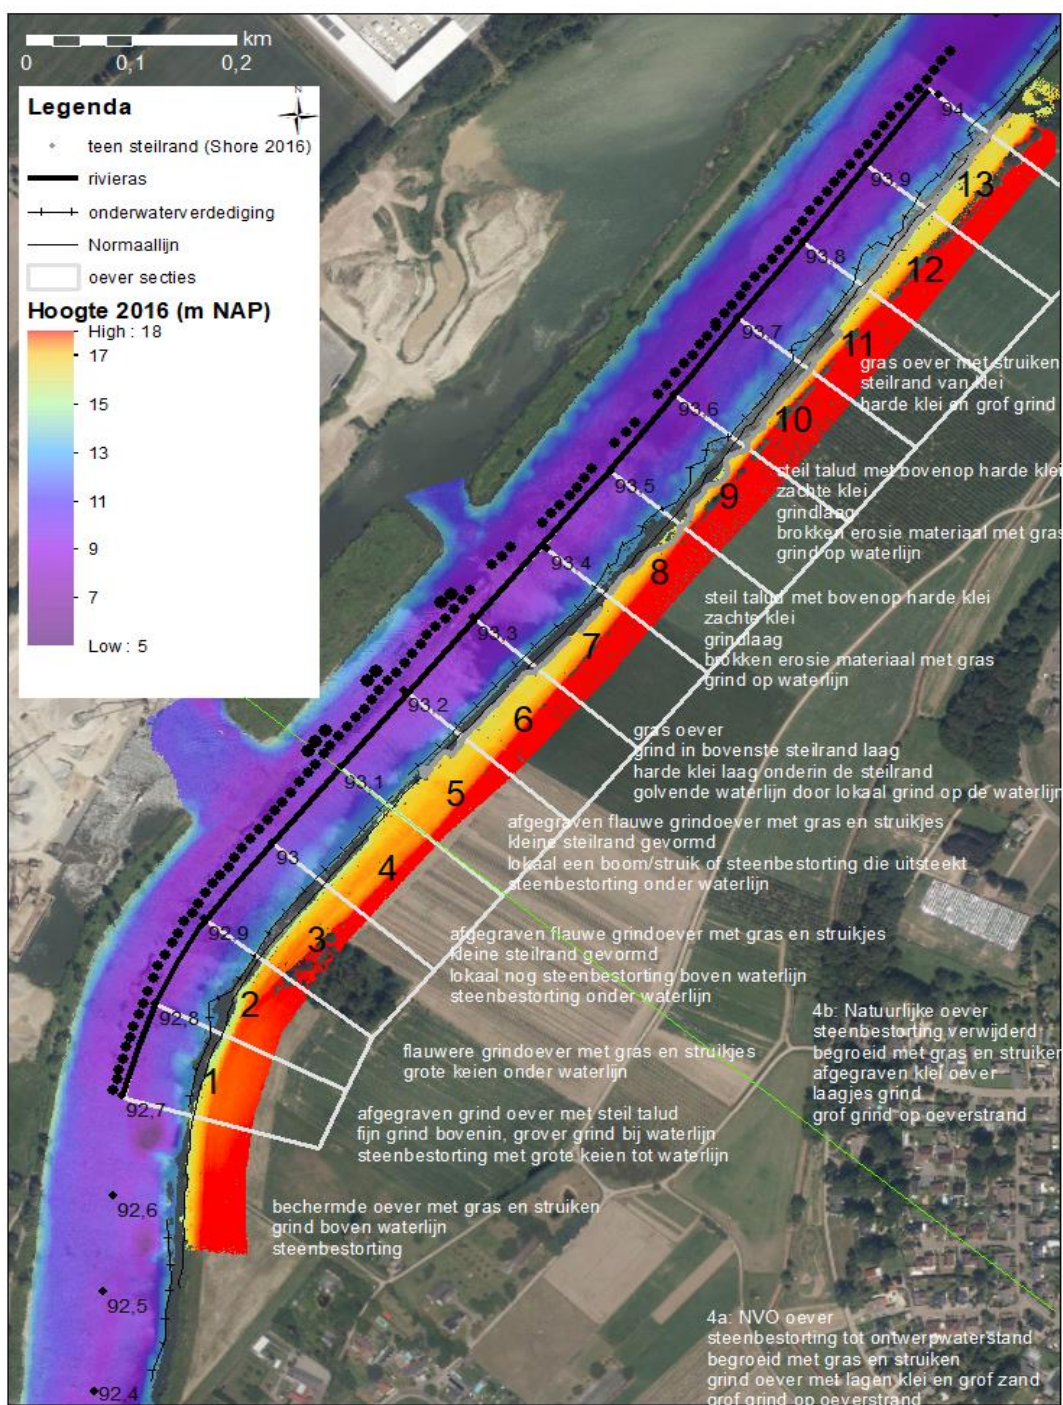 km
0 0,1 0,2
Legenda
N
teen steilrand (Shore 2016)
rivieras
onderwaterverdediging
Normaallijn
oever secties
Hoogte 2016 (m NAP)
High : 18
17
15
13
11
9
7
Low : 5
94
93,9
93,8
93,7
93,6
93,5
93,4
93,3
93,2
93,1
93
92,9
92,8
92,7
92,6
92,5
92,4
13
12
11
10
9
8
7
6
5
4
3
2
1
gras oever met struiken
steilrand van klei
harde klei en grof grind
steil talud met bovenop harde klei
zachte klei
grindlaag
brokken erosie materiaal met gras
grind op waterlijn
steil talud met bovenop harde klei
zachte klei
grindlaag
brokken erosie materiaal met gras
grind op waterlijn
gras oever
grind in bovenste steilrand laag
harde klei laag onderin de steilrand
golvende waterlijn door lokaal grind op de waterlijn
afgegraven flauwe grindoever met gras en struikjes
kleine steilrand gevormd
lokaal een boom/struik of steenbestorting die uitsteekt
steenbestorting onder waterlijn
afgegraven flauwe grindoever met gras en struikjes
kleine steilrand gevormd
lokaal nog steenbestorting boven waterlijn
steenbestorting onder waterlijn
flauwere grindoever met gras en struikjes
grote keien onder waterlijn
afgegraven grind oever met steil talud
fijn grind bovenin, grover grind bij waterlijn
steenbestorting met grote keien tot waterlijn
bechermde oever met gras en struiken
grind boven waterlijn
steenbestorting
4b: Natuurlijke oever
steenbestorting verwijderd
begroeid met gras en struiken
afgegraven klei oever
laagjes grind
grof grind op oeverstrand
4a: NVO oever
steenbestorting tot ontwerpwaterstand
begroeid met gras en struiken
grind oever met lagen klei en grof zand
grof grind op oeverstrand